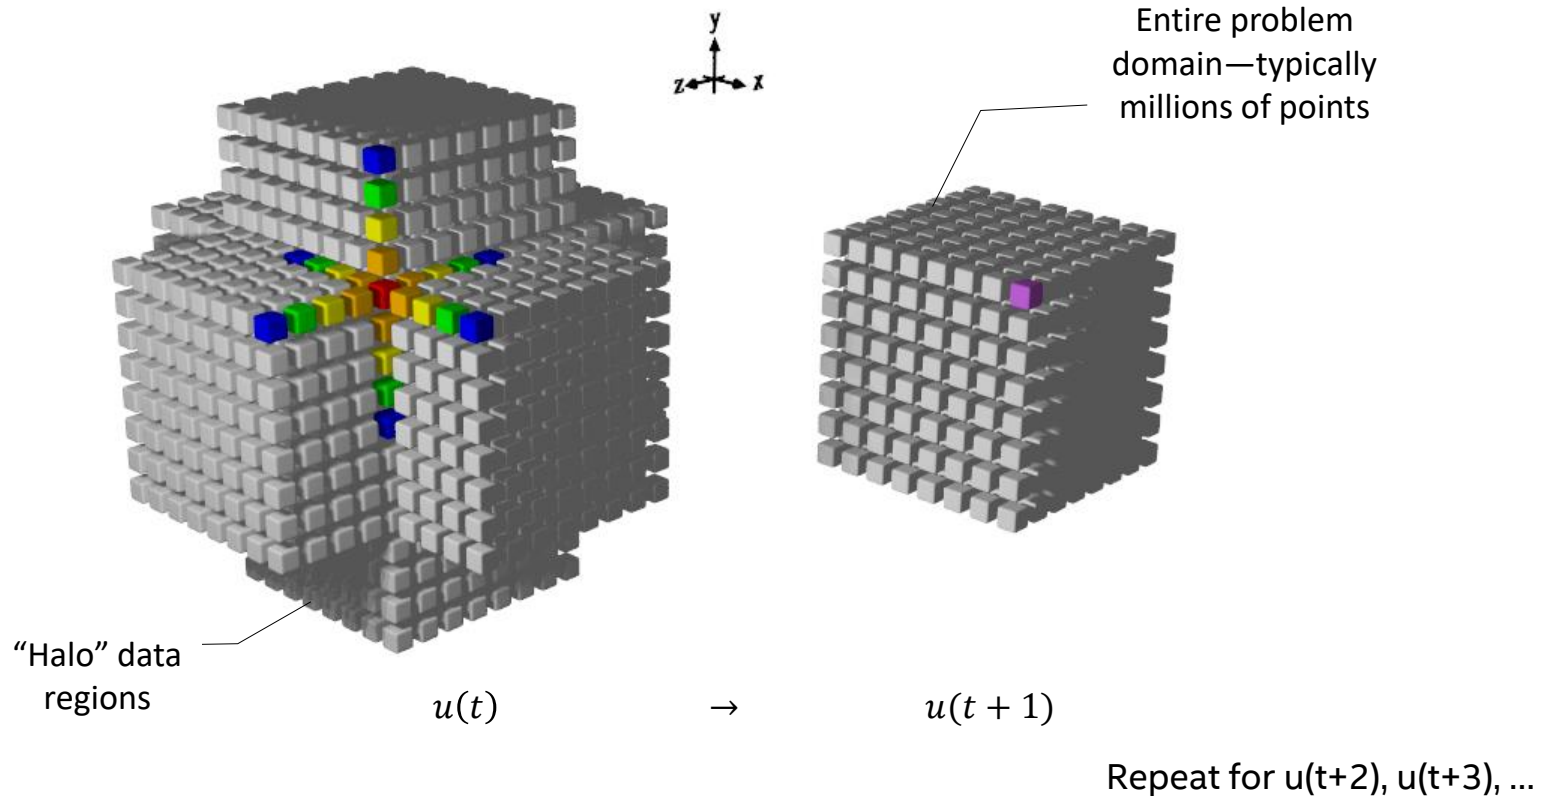 y
z
x
Entire problem
domain—typically
millions of points
“Halo” data
regions
u(t)
→
u(t + 1)
Repeat for u(t+2), u(t+3), ...